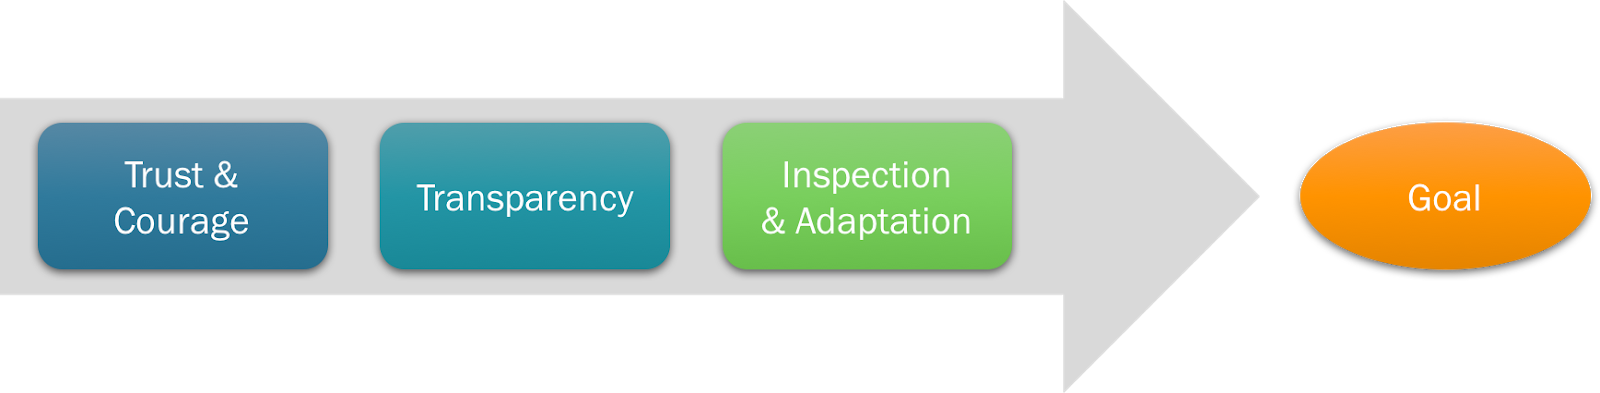 Trust &
Courage
Transparency
Inspection
& Adaptation
Goal